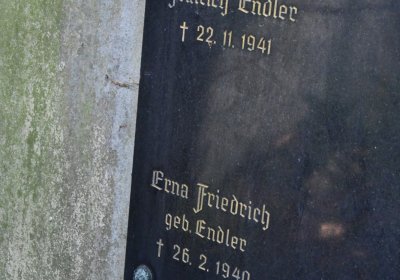 Endler
† 22. 11. 1941
Erna Friedrich
geb. Endler
† 26. 2. 1940